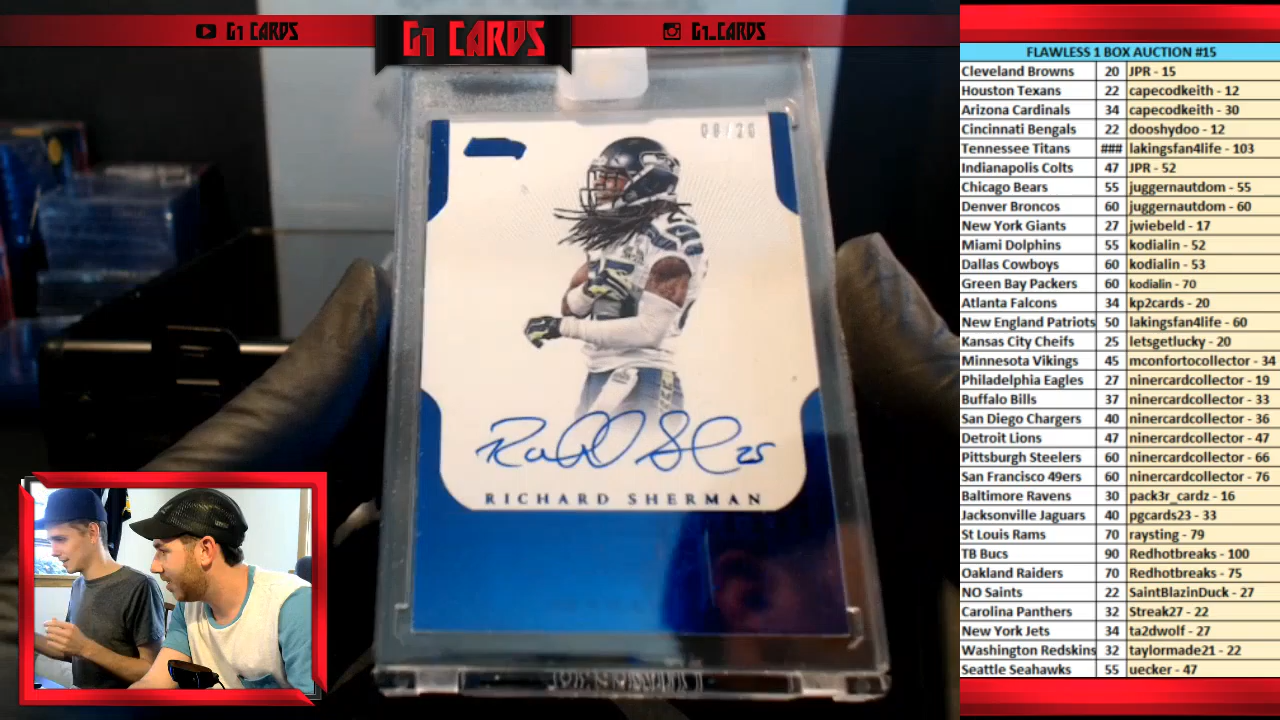 G1 CARDS
G1 CARDS
G1_CARDS
RICHARD SHERMAN
FLAWLESS 1 BOX AUCTION #15
Cleveland Browns 20 JPR - 15
Houston Texans 22 capecodkeith - 12
Arizona Cardinals 34 capecodkeith - 30
Cincinnati Bengals 22 dooshydoo - 12
Tennessee Titans ### lakingsfan4life - 103
Indianapolis Colts 47 JPR - 52
Chicago Bears 55 juggernautdom - 55
Denver Broncos 60 juggernautdom - 60
New York Giants 27 jwiebeld - 17
Miami Dolphins 55 kodialin - 52
Dallas Cowboys 60 kodialin - 53
Green Bay Packers 60 kodialin - 70
Atlanta Falcons 34 kp2cards - 20
New England Patriots 50 lakingsfan4life - 60
Kansas City Cheifs 25 letsgetlucky - 20
Minnesota Vikings 45 mconfortocollector - 34
Philadelphia Eagles 27 ninercardcollector - 19
Buffalo Bills 37 ninercardcollector - 33
San Diego Chargers 40 ninercardcollector - 36
Detroit Lions 47 ninercardcollector - 47
Pittsburgh Steelers 60 ninercardcollector - 66
San Francisco 49ers 60 ninercardcollector - 76
Baltimore Ravens 30 pack3r_cardz - 16
Jacksonville Jaguars 40 pgcards23 - 33
St Louis Rams 70 raysting - 79
TB Bucs 90 Redhotbreaks - 100
Oakland Raiders 70 Redhotbreaks - 75
NO Saints 22 SaintBlazinDuck - 27
Carolina Panthers 32 Streak27 - 22
New York Jets 34 ta2dwolf - 27
Washington Redskins 32 taylormade21 - 22
Seattle Seahawks 55 uecker - 47